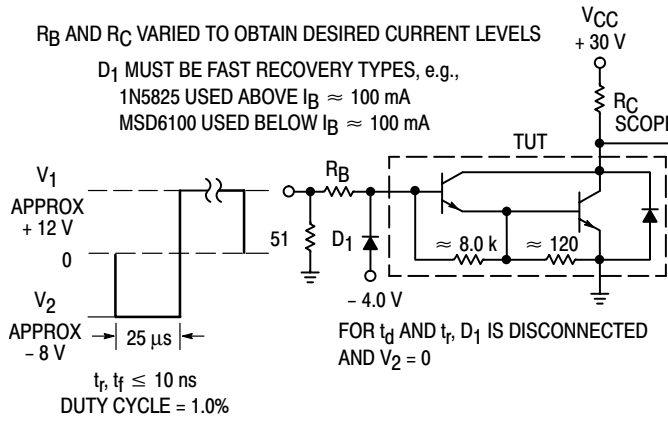 R_B AND R_C VARIED TO OBTAIN DESIRED CURRENT LEVELS
D_1 MUST BE FAST RECOVERY TYPES, e.g.,
1N5825 USED ABOVE I_B ≈ 100 mA
MSD6100 USED BELOW I_B ≈ 100 mA
V_CC
+ 30 V
R_C
SCOPE
TUT
R_B
V_1
APPROX
+ 12 V
51
D_1
≈ 8.0 k
≈ 120
0
V_2
APPROX
– 8 V
25 μs
– 4.0 V
FOR t_d AND t_r, D_1 IS DISCONNECTED
AND V_2 = 0
t_r, t_f ≤ 10 ns
DUTY CYCLE = 1.0%